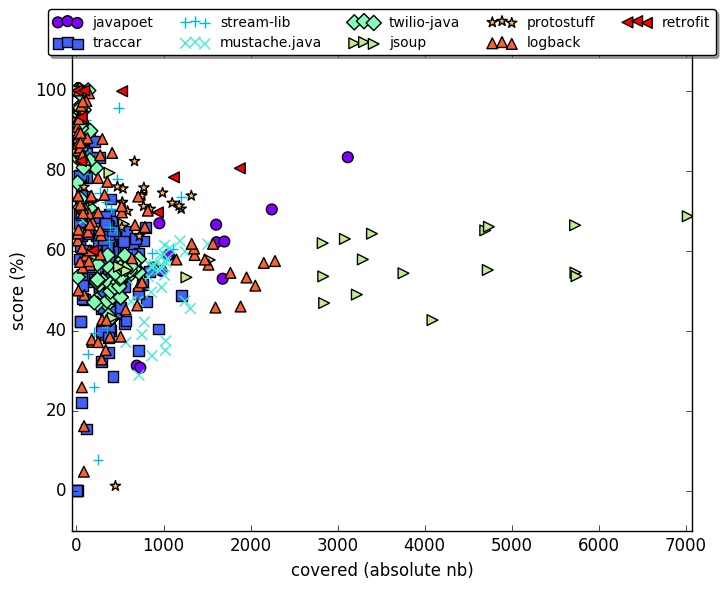 javapoet stream-lib twilio-java protostuff retrofit
traccar mustache.java jsoup logback
100
80
60
40
20
0
score (%)
0 1000 2000 3000 4000 5000 6000 7000
covered (absolute nb)